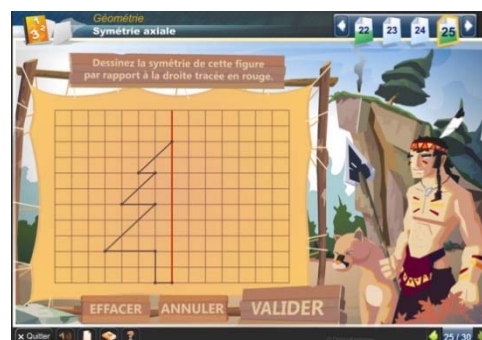 Géométrie
Symétrie axiale
22
23
24
25
Dessinez la symétrie de cette figure
par rapport à la droite tracée en rouge.
EFFACER
ANNULER
VALIDER
x Quitter
?
25 / 30